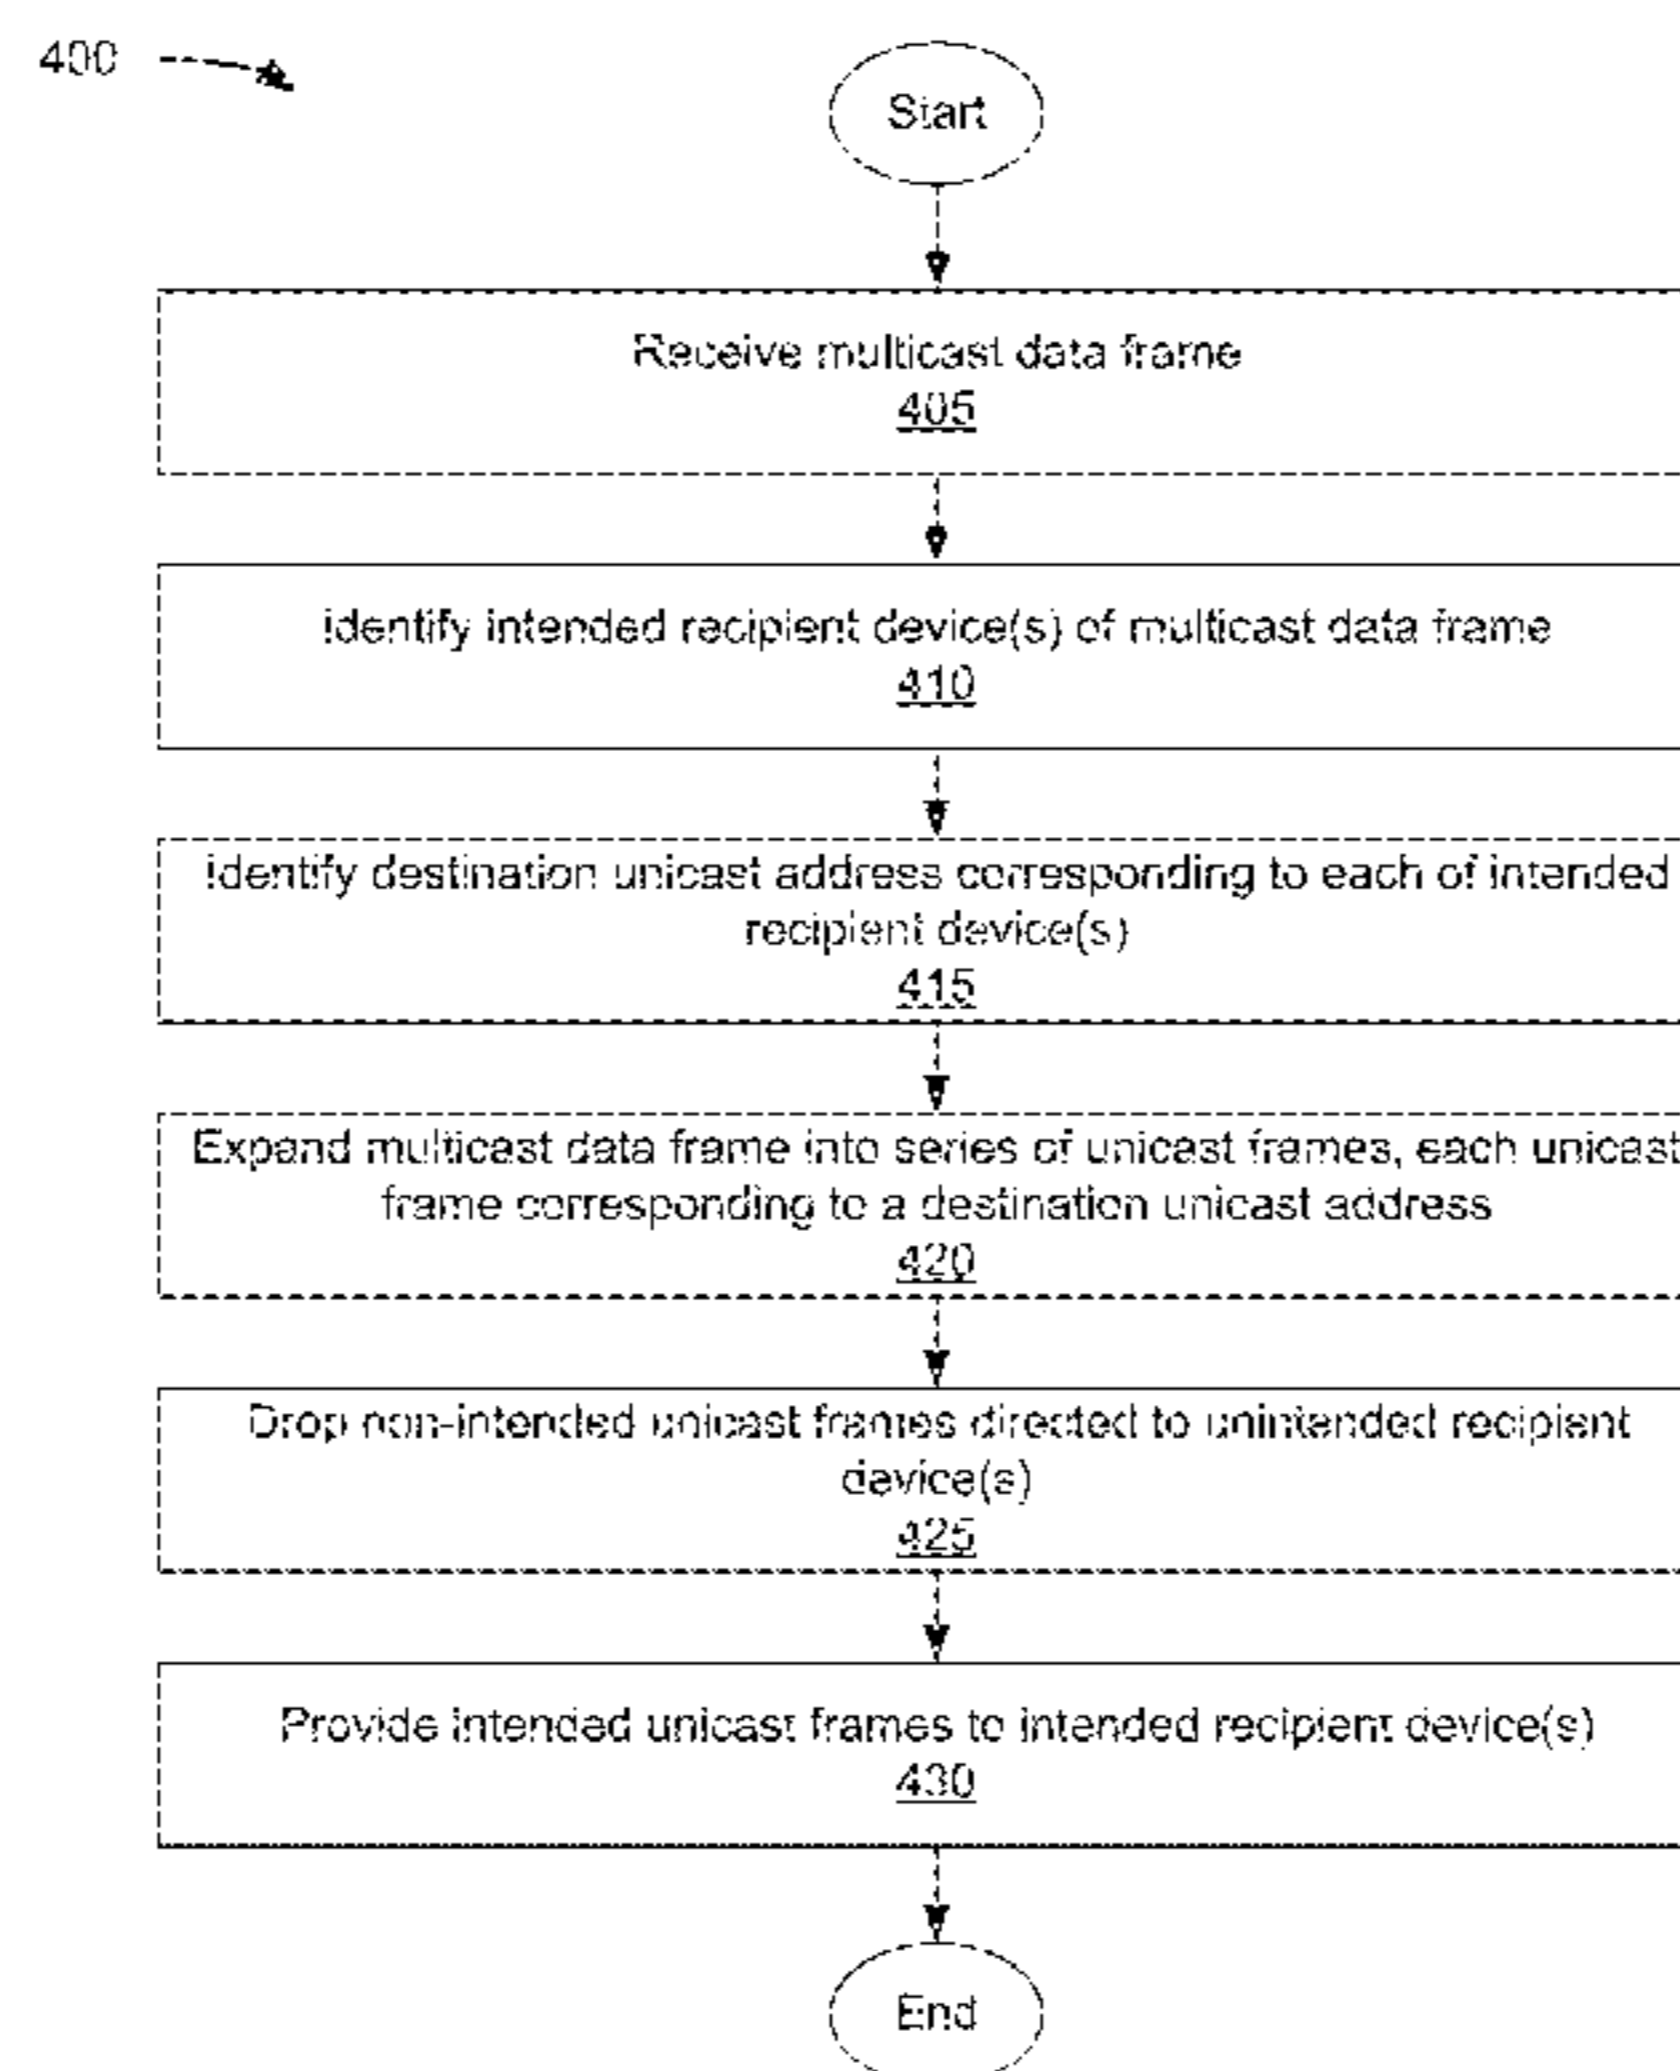 400
Start
Receive multicast data frame
405
Identify intended recipient device(s) of multicast data frame
410
Identify destination unicast address corresponding to each of intended
recipient device(s)
415
Expand multicast data frame into series of unicast frames, each unicast
frame corresponding to a destination unicast address
420
Drop non-intended unicast frames directed to unintended recipient
device(s)
425
Provide intended unicast frames to intended recipient device(s)
430
End